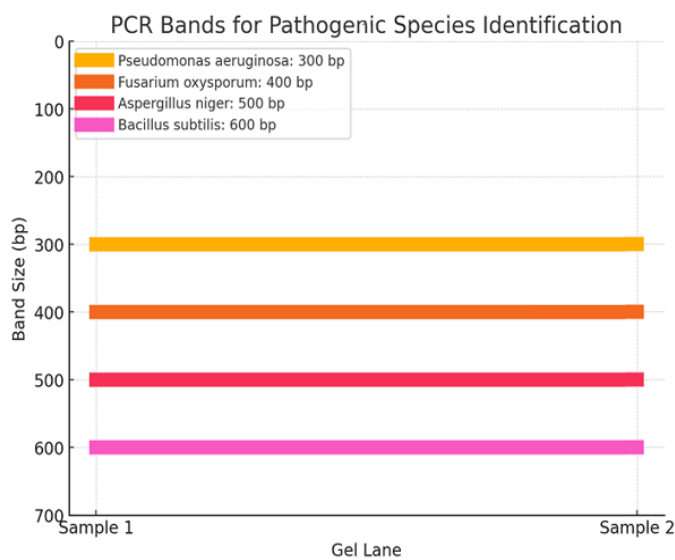 PCR Bands for Pathogenic Species Identification
0
Pseudomonas aeruginosa: 300 bp
Fusarium oxysporum: 400 bp
Aspergillus niger: 500 bp
Bacillus subtilis: 600 bp
100
200
300
400
500
600
700
Band Size (bp)
Sample 1
Sample 2
Gel Lane